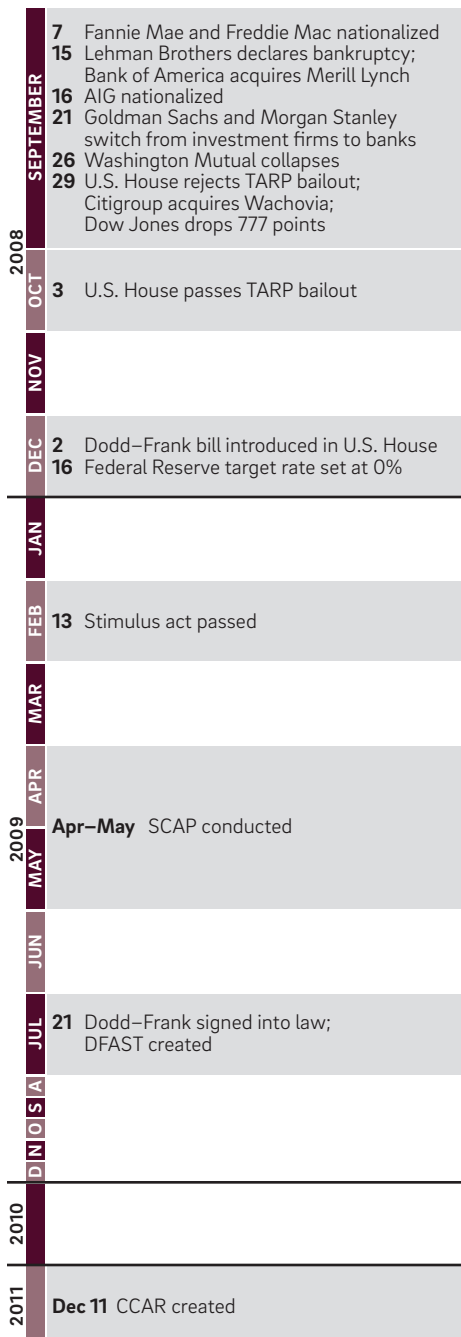 2008
SEPTEMBER
7 Fannie Mae and Freddie Mac nationalized
15 Lehman Brothers declares bankruptcy;
Bank of America acquires Merill Lynch
16 AIG nationalized
21 Goldman Sachs and Morgan Stanley
switch from investment firms to banks
26 Washington Mutual collapses
29 U.S. House rejects TARP bailout;
Citigroup acquires Wachovia;
Dow Jones drops 777 points
OCT
3 U.S. House passes TARP bailout
NOV
DEC
2 Dodd–Frank bill introduced in U.S. House
16 Federal Reserve target rate set at 0%
2009
JAN
FEB
13 Stimulus act passed
MAR
APR
MAY
Apr–May SCAP conducted
JUN
JUL
21 Dodd–Frank signed into law;
DFAST created
A
S
O
N
D
2010
2011
Dec 11 CCAR created